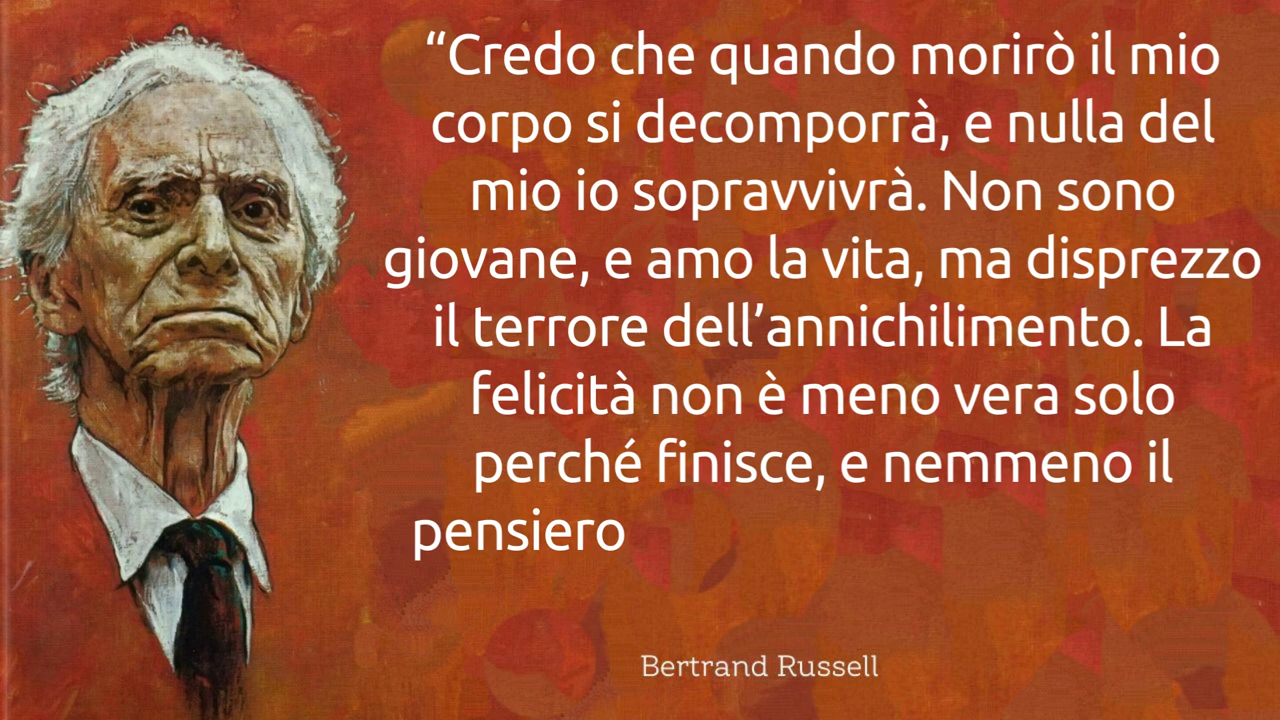 “Credo che quando morirò il mio
corpo si decomporrà, e nulla del
mio io sopravvivrà. Non sono
giovane, e amo la vita, ma disprezzo
il terrore dell’annichilimento. La
felicità non è meno vera solo
perché finisce, e nemmeno il
pensiero
Bertrand Russell